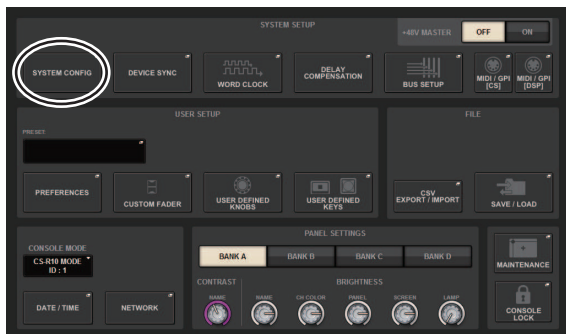 SYSTEM SETUP
+48V MASTER
OFF
ON
SYSTEM CONFIG
DEVICE SYNC
WORD CLOCK
DELAY
COMPENSATION
BUS SETUP
MIDI / GPI
[CS]
MIDI / GPI
[DSP]
USER SETUP
PRESET
PREFERENCES
CUSTOM FADER
USER DEFINED
KNOBS
USER DEFINED
KEYS
FILE
CSV
EXPORT / IMPORT
SAVE / LOAD
CONSOLE MODE
CS-R10 MODE
ID : 1
DATE / TIME
NETWORK
PANEL SETTINGS
BANK A
BANK B
BANK C
BANK D
CONTRAST
BRIGHTNESS
NAME
NAME
CH COLOR
PANEL
SCREEN
LAMP
MAINTENANCE
CONSOLE
LOCK